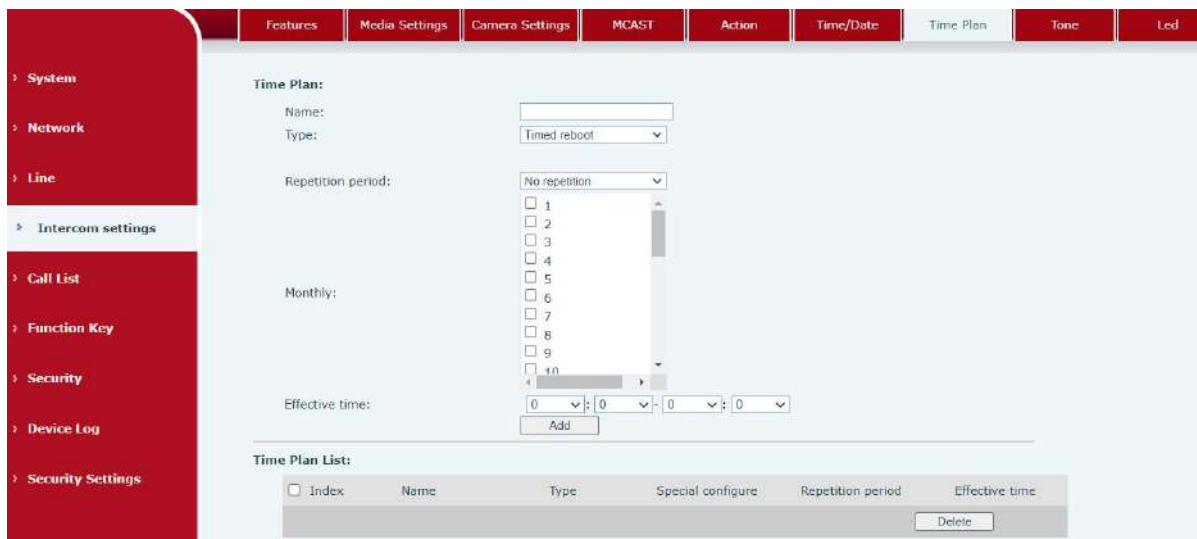 Features Media Settings Camera Settings MCAST Action Time/Date Time Plan Tone Led
› System
› Network
› Line
› Intercom settings
› Call List
› Function Key
› Security
› Device Log
› Security Settings
Time Plan:
Name:
Type: Timed reboot
Repetition period: No repetition
Monthly:
1
2
3
4
5
6
7
8
9
10
Effective time: 0 : 0 - 0 : 0
Add
Time Plan List:
Index Name Type Special configure Repetition period Effective time
Delete